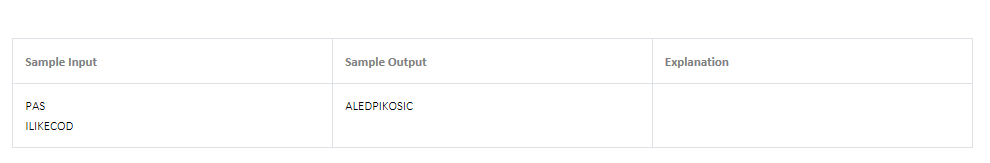 Sample Input
Sample Output
Explanation
PAS
ILIKECOD
ALEDPIKOSIC